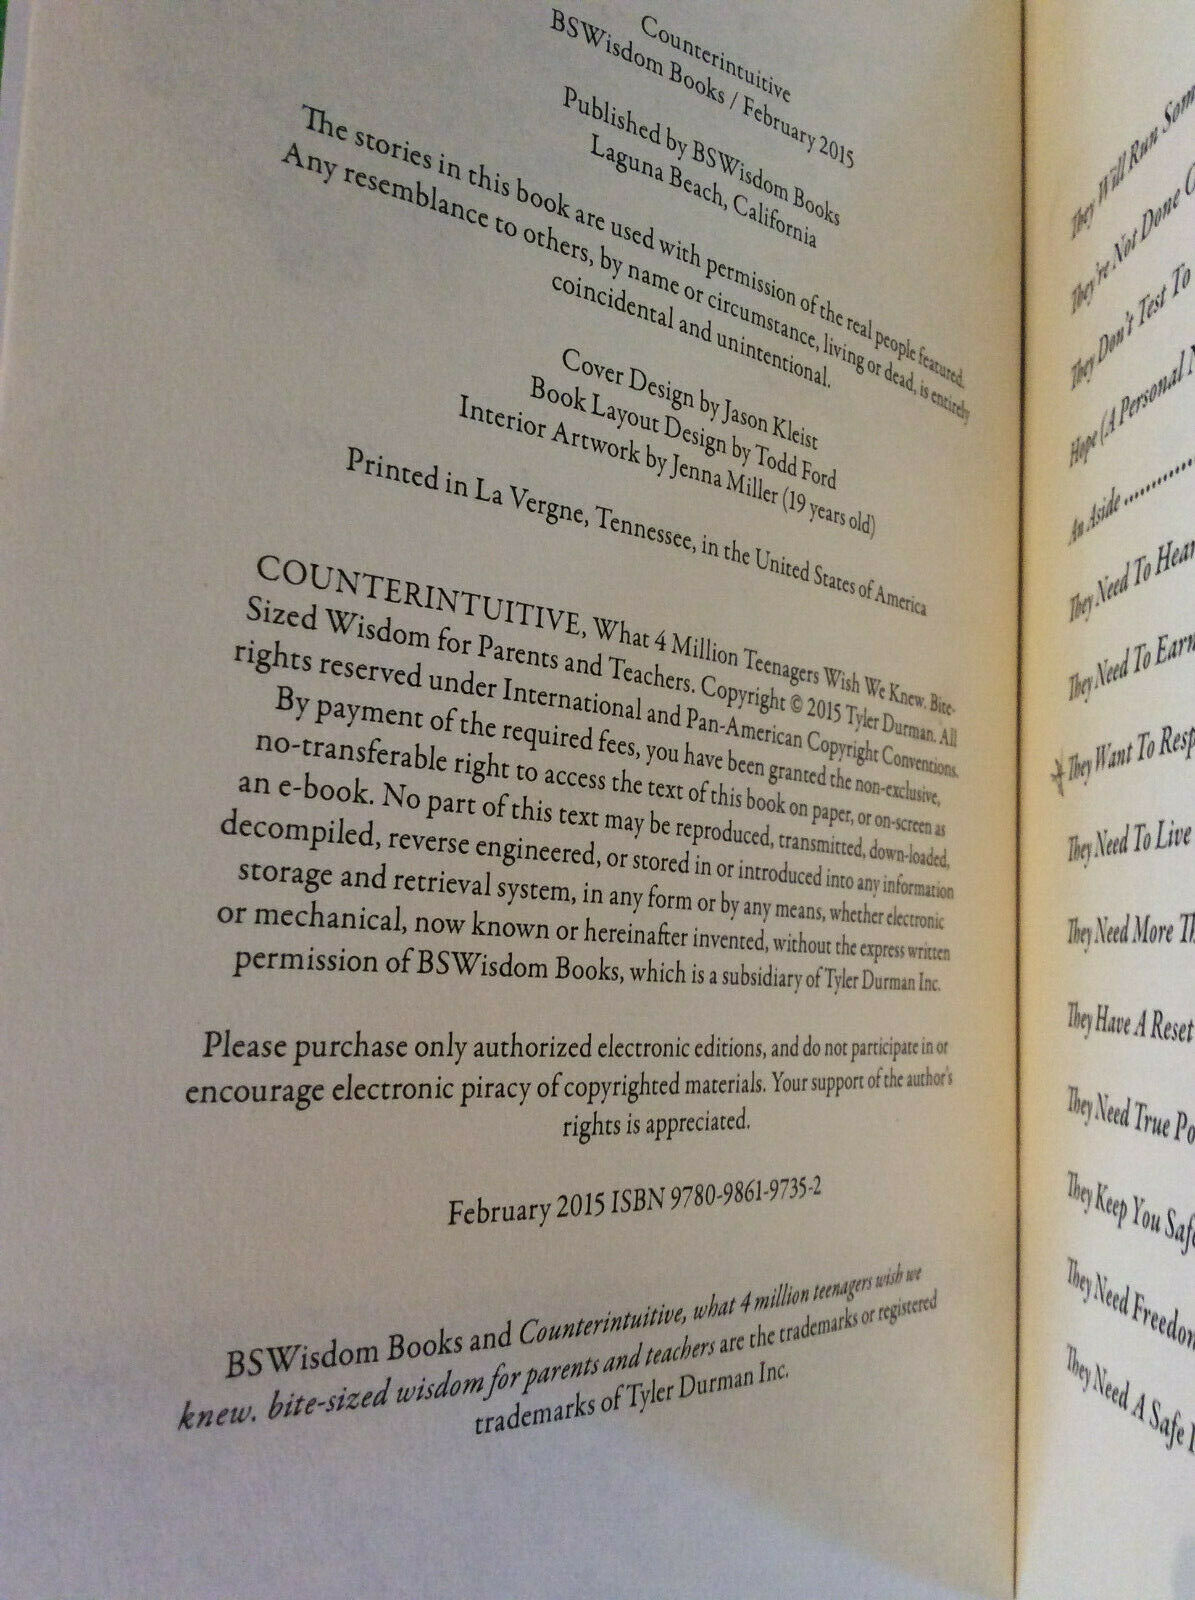 Counterintuitive
BSWisdom Books / February 2015
Published by BSWisdom Books
Laguna Beach, California
The stories in this book are used with permission of the real people featured.
Any resemblance to others, by name or circumstance, living or dead, is entirely
coincidental and unintentional.
Cover Design by Jason Kleist
Book Layout Design by Todd Ford
Interior Artwork by Jenna Miller (19 years old)
Printed in La Vergne, Tennessee, in the United States of America
COUNTERINTUITIVE, What 4 Million Teenagers Wish We Knew. Bite-
Sized Wisdom for Parents and Teachers. Copyright © 2015 Tyler Durman. All
rights reserved under International and Pan-American Copyright Conventions.
By payment of the required fees, you have been granted the non-exclusive,
no-transferable right to access the text of this book on paper, or on-screen as
an e-book. No part of this text may be reproduced, transmitted, down-loaded,
decompiled, reverse engineered, or stored in or introduced into any information
storage and retrieval system, in any form or by any means, whether electronic
or mechanical, now known or hereinafter invented, without the express written
permission of BSWisdom Books, which is a subsidiary of Tyler Durman Inc.
Please purchase only authorized electronic editions, and do not participate in or
encourage electronic piracy of copyrighted materials. Your support of the author's
rights is appreciated.
February 2015 ISBN 9780-9861-9735-2
BSWisdom Books and Counterintuitive, what 4 million teenagers wish we
knew. bite-sized wisdom for parents and teachers are the trademarks or registered
trademarks of Tyler Durman Inc.
They Will Run Som
They're Not Done
They Don't Test To
Hope (A Personal
An Aside ...........
They Need To Hear
They Need To Earn
They Want To Resp
They Need To Live
They Need More Th
They Have A Reset
They Need True Po
They Keep You Safe
They Need Freedom
They Need A Safe